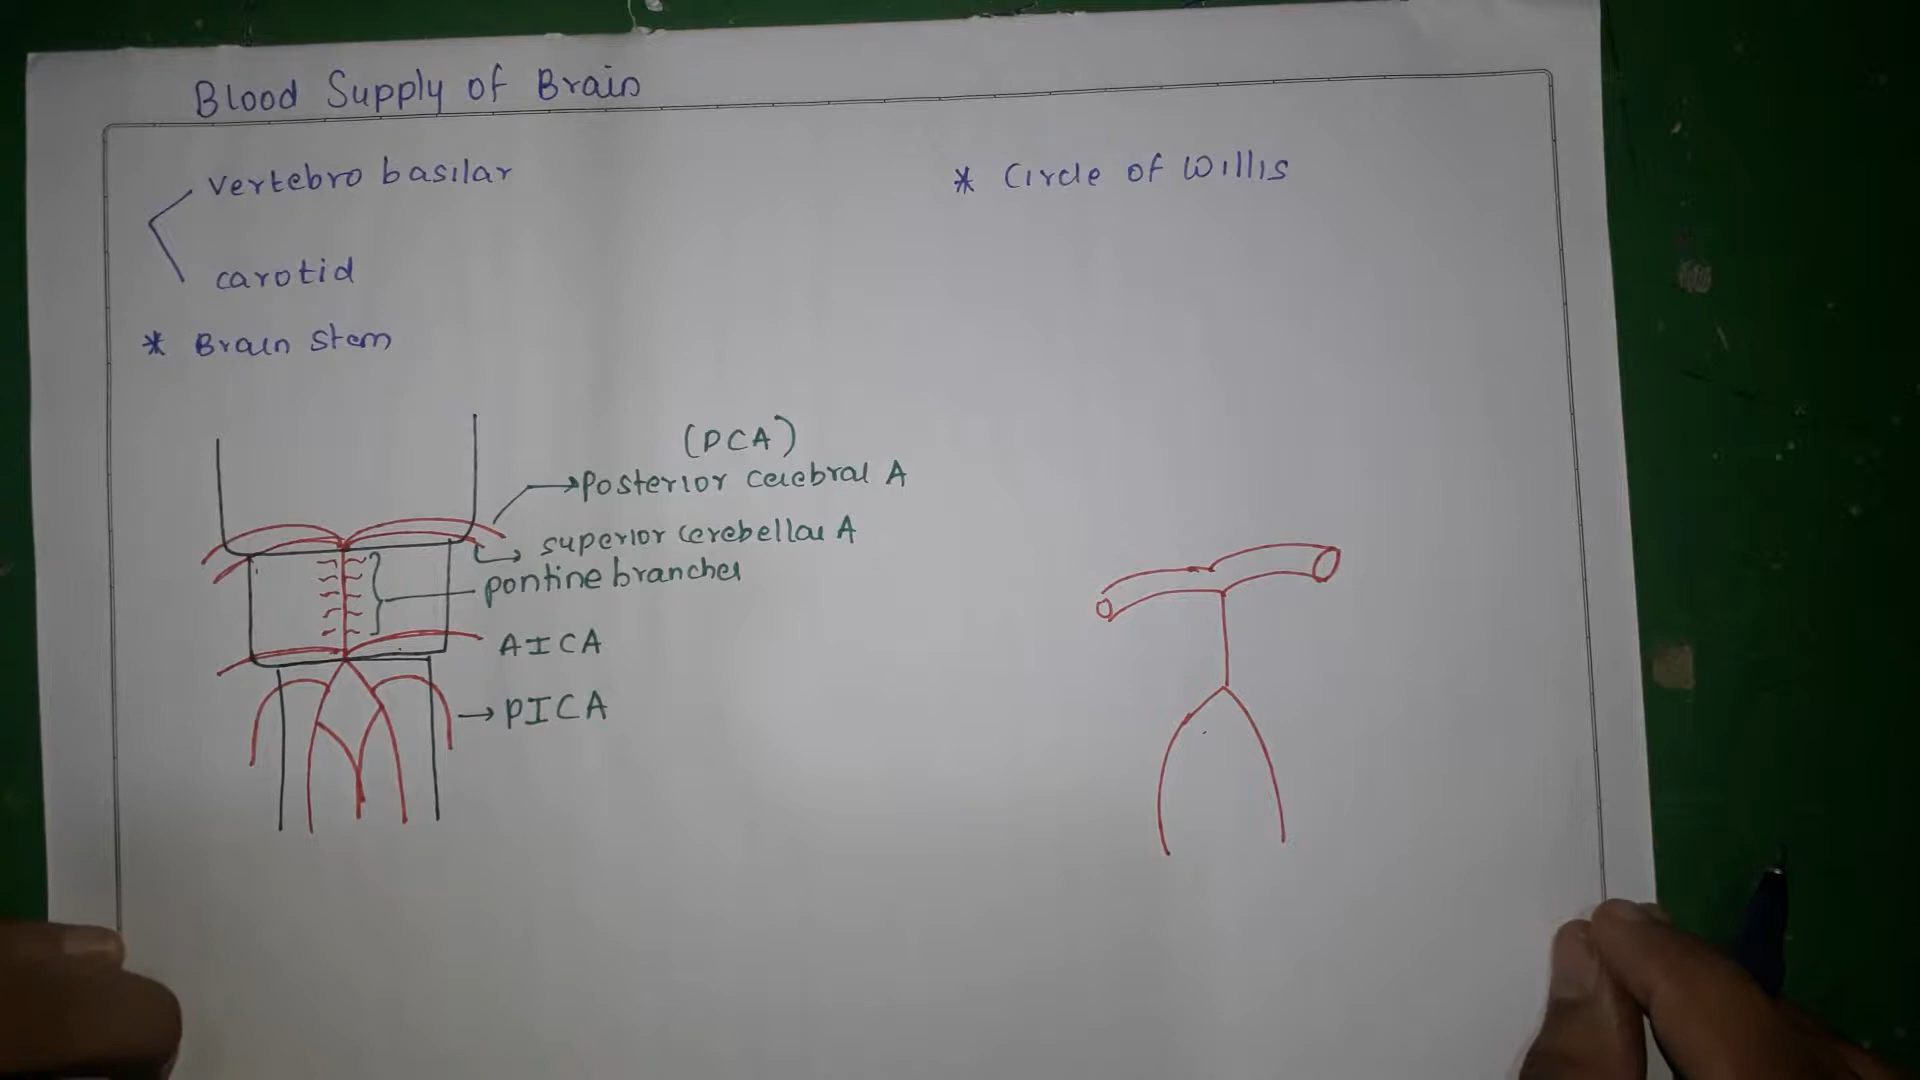 Blood Supply of Brain
vertebro basilar
carotid
* Brain stem
(PCA)
posterior cerebral A
superior cerebellar A
pontine branches
AICA
PICA
* Circle of Willis